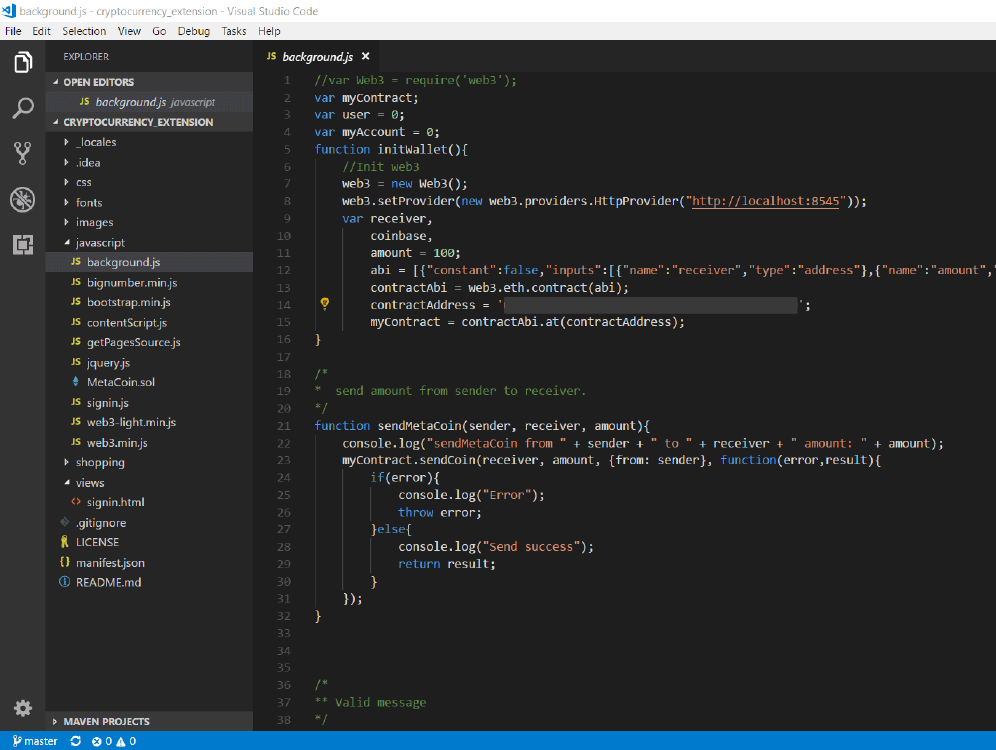 background.js - cryptocurrency_extension - Visual Studio Code
File Edit Selection View Go Debug Tasks Help
EXPLORER
OPEN EDITORS
JS background.js javascript
CRYPTOCURRENCY_EXTENSION
_locales
.idea
css
fonts
images
javascript
JS background.js
JS bignumber.min.js
JS bootstrap.min.js
JS contentScript.js
JS getPagesSource.js
JS jquery.js
MetaCoin.sol
JS signin.js
JS web3-light.min.js
JS web3.min.js
shopping
views
<> signin.html
.gitignore
LICENSE
{} manifest.json
README.md
MAVEN PROJECTS
JS background.js ×
1 //var Web3 = require('web3');
2 var myContract;
3 var user = 0;
4 var myAccount = 0;
5 function initWallet(){
6 //Init web3
7 web3 = new Web3();
8 web3.setProvider(new web3.providers.HttpProvider("http://localhost:8545"));
9 var receiver,
10 coinbase,
11 amount = 100;
12 abi = [{"constant":false,"inputs":[{"name":"receiver","type":"address"},{"name":"amount",
13 contractAbi = web3.eth.contract(abi);
14 contractAddress = ' ';
15 myContract = contractAbi.at(contractAddress);
16 }
17
18 /*
19 * send amount from sender to receiver.
20 */
21 function sendMetaCoin(sender, receiver, amount){
22 console.log("sendMetaCoin from " + sender + " to " + receiver + " amount: " + amount);
23 myContract.sendCoin(receiver, amount, {from: sender}, function(error,result){
24 if(error){
25 console.log("Error");
26 throw error;
27 }else{
28 console.log("Send success");
29 return result;
30 }
31 });
32 }
33
34
35
36 /*
37 ** Valid message
38 */
master 0 0